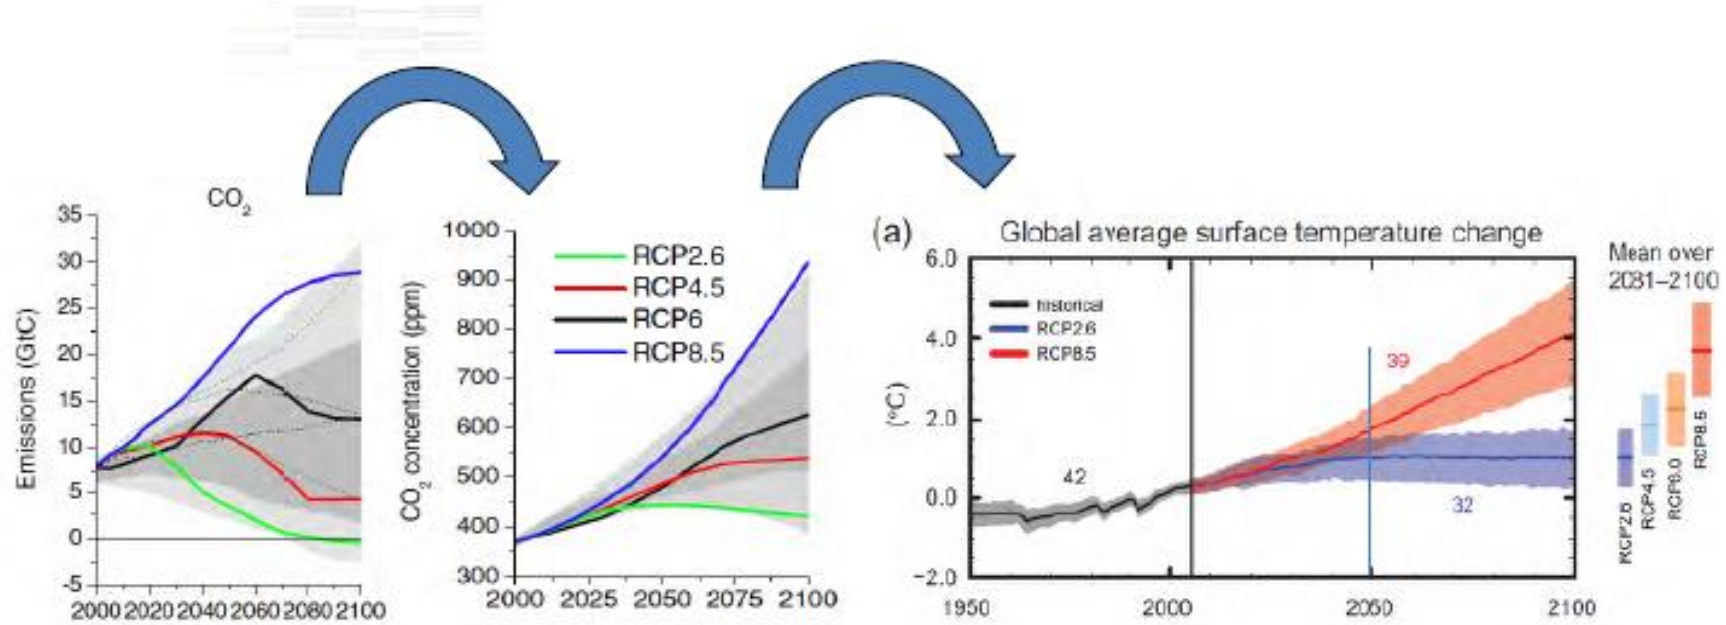 CO2
35
30
25
20
15
10
5
0
-5
Emissions (GtC)
2000 2020 2040 2060 2080 2100
1000
900
800
700
600
500
400
300
CO2 concentration (ppm)
RCP2.6
RCP4.5
RCP6
RCP8.5
2000 2025 2050 2075 2100
(a)
Global average surface temperature change
6.0
4.0
2.0
0.0
−2.0
(°C)
historical
RCP2.6
RCP8.5
42
39
32
1950 2000 2050 2100
Mean over
2081–2100
RCP2.6
RCP4.5
RCP6.0
RCP8.5